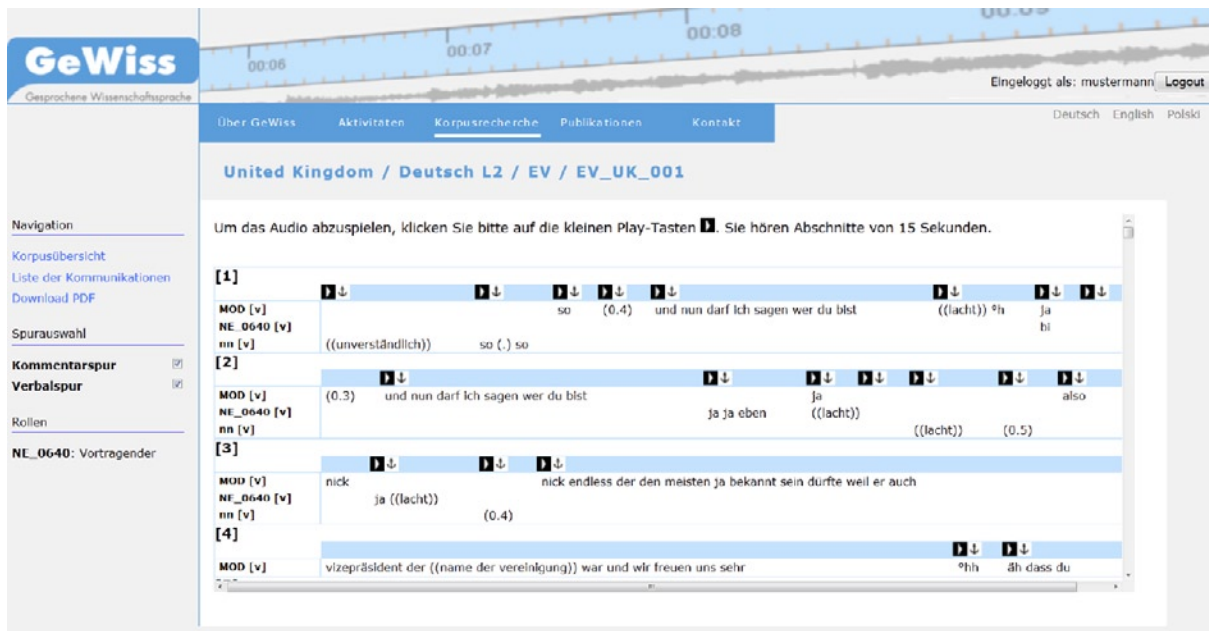 00:06 00:07 00:08 00:09
GeWiss
Gesprochene Wissenschaftssprache
Eingeloggt als: mustermann Logout
Über GeWiss Aktivitäten Korpusrecherche Publikationen Kontakt
Deutsch English Polski
United Kingdom / Deutsch L2 / EV / EV_UK_001
Navigation
Korpusübersicht
Liste der Kommunikationen
Download PDF
Spurauswahl
Kommentarspur
Verbalspur
Rollen
NE_0640: Vortragender
Um das Audio abzuspielen, klicken Sie bitte auf die kleinen Play-Tasten . Sie hören Abschnitte von 15 Sekunden.
[1]
MOD [v] so (0.4) und nun darf ich sagen wer du bist ((lacht)) °h ja
NE_0640 [v] bi
nn [v] ((unverständlich)) so (.) so
[2]
MOD [v] (0.3) und nun darf ich sagen wer du bist ja also
NE_0640 [v] ja ja eben ((lacht))
nn [v] ((lacht)) (0.5)
[3]
MOD [v] nick nick endless der den meisten ja bekannt sein dürfte weil er auch
NE_0640 [v] ja ((lacht))
nn [v] (0.4)
[4]
MOD [v] vizepräsident der ((name der vereinigung)) war und wir freuen uns sehr °hh äh dass du